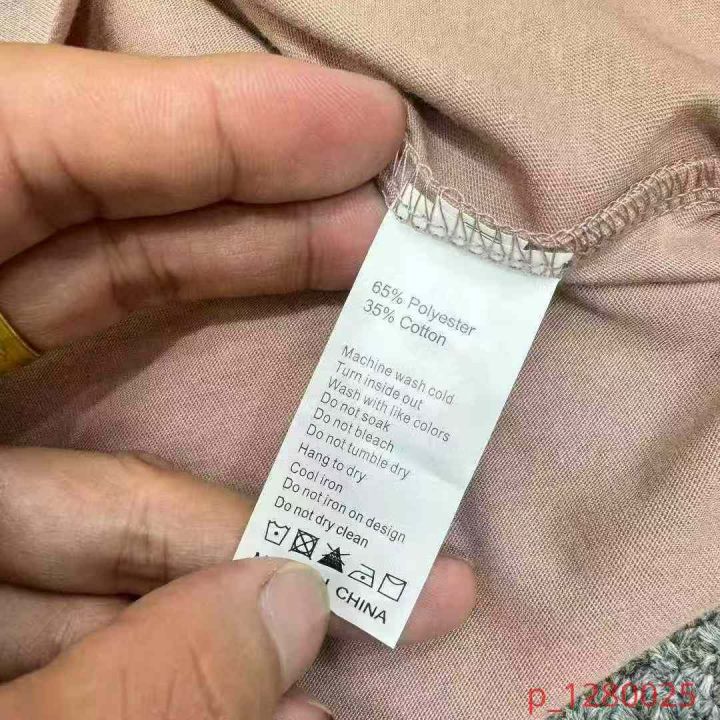 65% Polyester
35% Cotton
Machine wash cold
Turn inside out
Wash with like colors
Do not soak
Do not bleach
Do not tumble dry
Hang to dry
Cool iron
Do not iron on design
Do not dry clean
CHINA
p_1280025